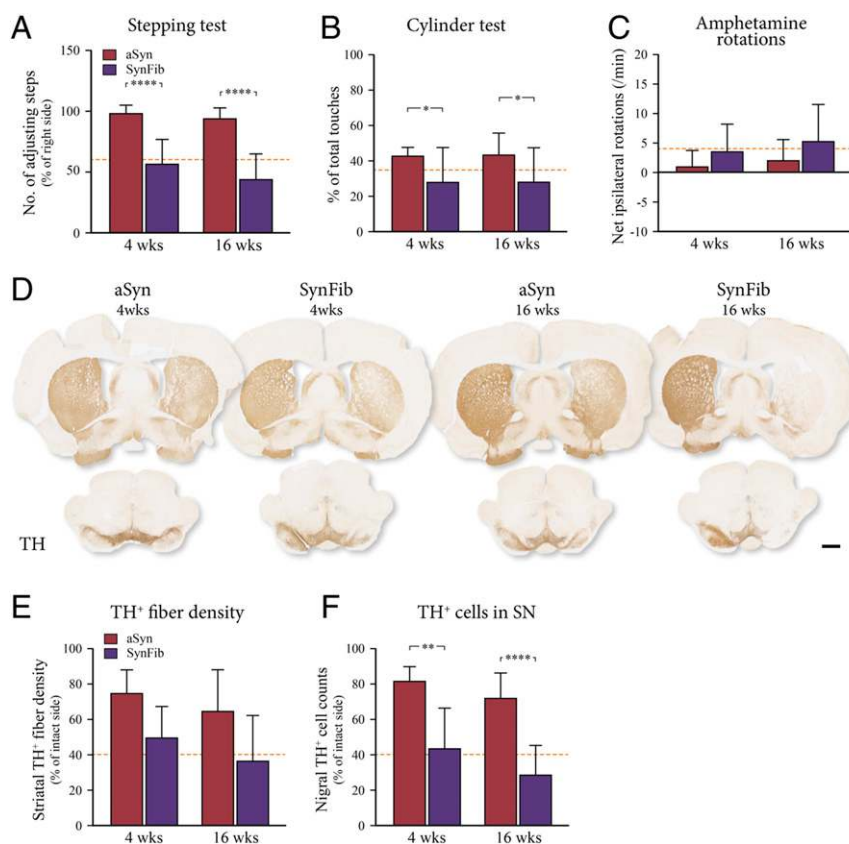 A
Stepping test
No. of adjusting steps
(% of right side)
150
100
50
0
aSyn
SynFib
****
****
4 wks
16 wks
B
Cylinder test
% of total touches
100
80
60
40
20
0
*
*
4 wks
16 wks
C
Amphetamine
rotations
Net ipsilateral rotations (/min)
20
15
10
5
0
-5
-10
4 wks
16 wks
D
aSyn
4wks
SynFib
4wks
aSyn
16 wks
SynFib
16 wks
TH
E
TH⁺ fiber density
Striatal TH⁺ fiber density
(% of intact side)
100
80
60
40
20
0
aSyn
SynFib
4 wks
16 wks
F
TH⁺ cells in SN
Nigral TH⁺ cell counts
(% of intact side)
100
80
60
40
20
0
**
****
4 wks
16 wks